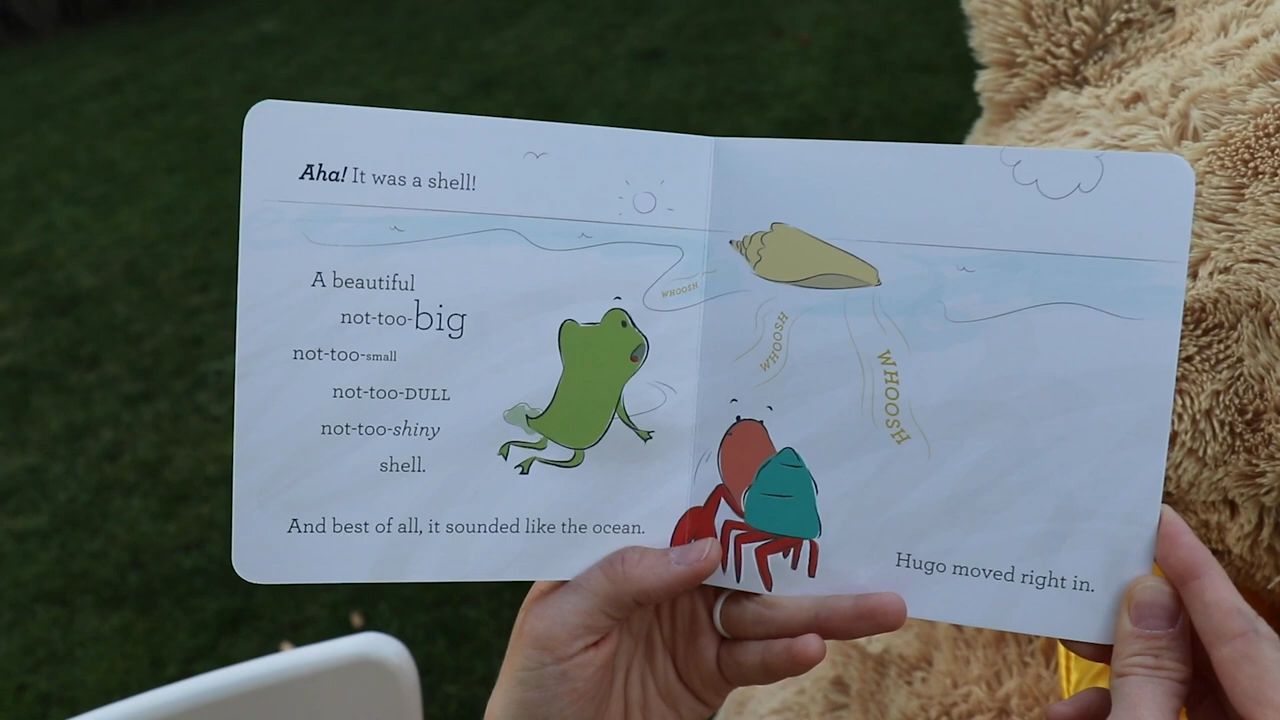 Aha! It was a shell!
A beautiful
not-too-big
not-too-small
not-too-DULL
not-too-shiny
shell.
And best of all, it sounded like the ocean.
WHOOSH
WHOOSH
WHOOSH
Hugo moved right in.